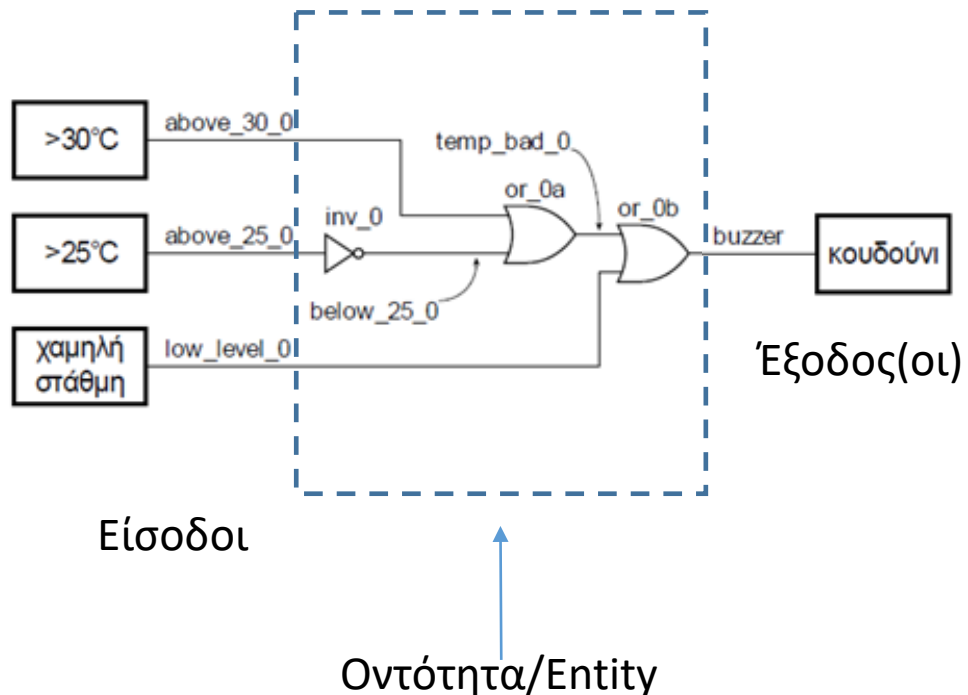 >30°C
above_30_0
temp_bad_0
or_0a
or_0b
inv_0
>25°C
above_25_0
buzzer
κουδούνι
below_25_0
χαμηλή
στάθμη
low_level_0
Έξοδος(οι)
Είσοδοι
Οντότητα/Entity